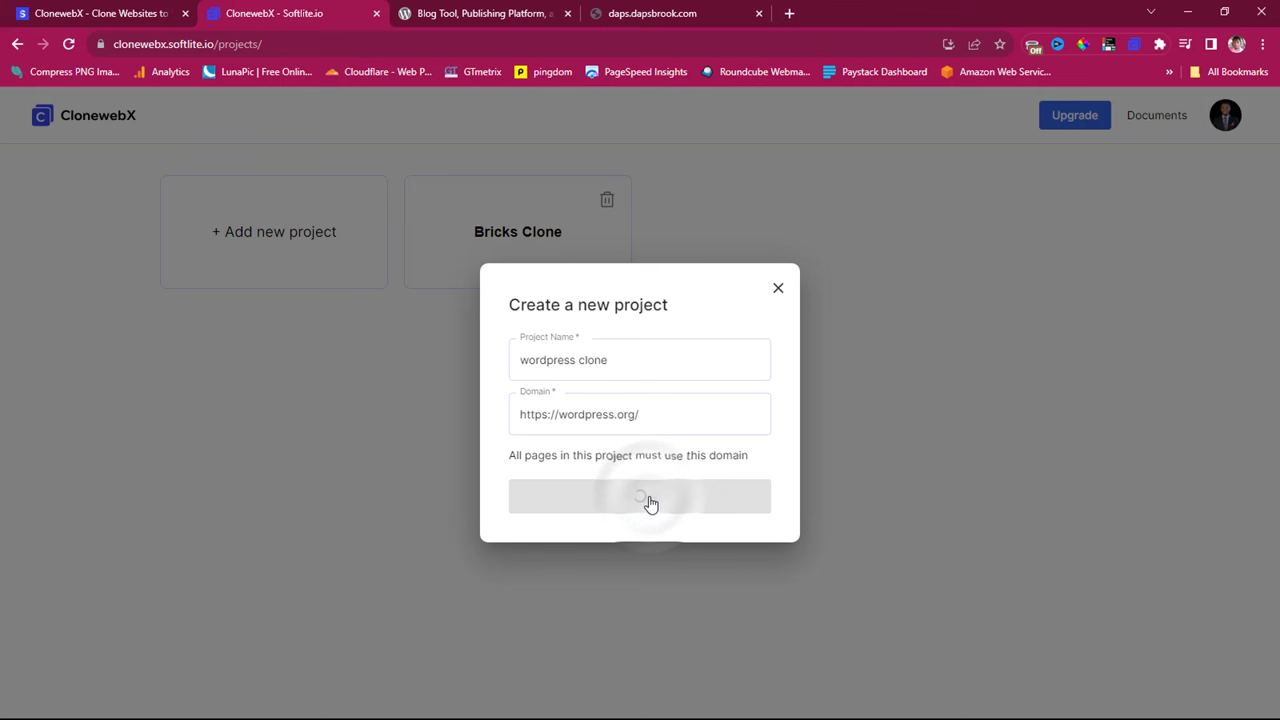 ClonewebX - Clone Websites to
ClonewebX - Softlite.io
Blog Tool, Publishing Platform, a
daps.dapsbrook.com
clonewebx.softlite.io/projects/
Off
Compress PNG Ima...
Analytics
LunaPic | Free Onlin...
Cloudflare - Web P...
GTmetrix
pingdom
PageSpeed Insights
Roundcube Webma...
Paystack Dashboard
Amazon Web Servic...
»
All Bookmarks
ClonewebX
Upgrade
Documents
+ Add new project
Bricks Clone
Create a new project
Project Name *
wordpress clone
Domain *
https://wordpress.org/
All pages in this project must use this domain